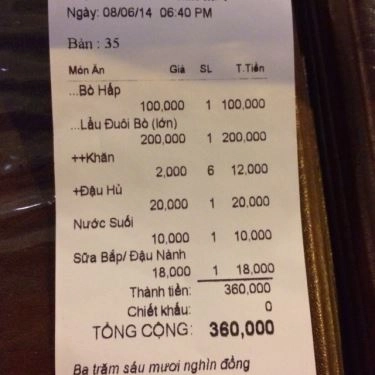 Ngày: 08/06/14 06:40 PM
Bàn : 35
Món Ăn Giá SL T.Tiền
...Bò Hấp
100,000 1 100,000
...Lẩu Đuôi Bò (lớn)
200,000 1 200,000
++Khăn
2,000 6 12,000
+Đậu Hủ
20,000 1 20,000
Nước Suối
10,000 1 10,000
Sữa Bắp/ Đậu Nành
18,000 1 18,000
Thành tiền: 360,000
Chiết khấu: 0
TỔNG CỘNG: 360,000
Ba trăm sáu mươi nghìn đồng